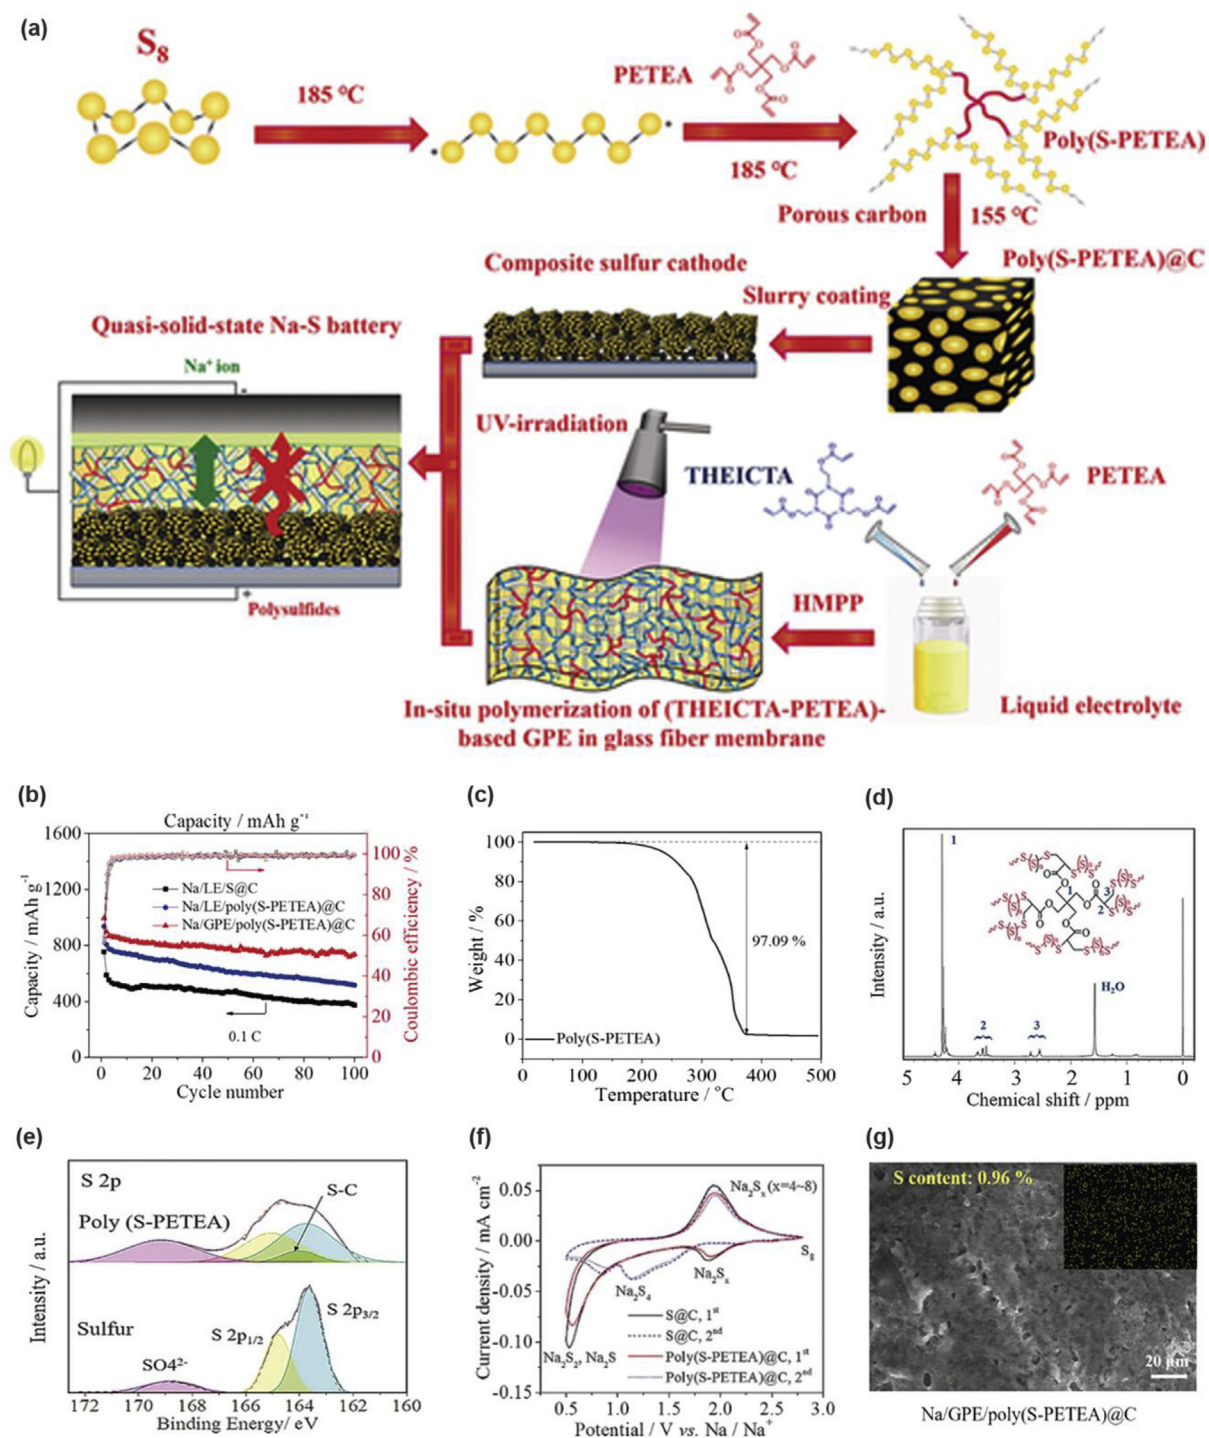 (a)
S8
185 °C
PETEA
185 °C
Poly(S-PETEA)
Porous carbon
155 °C
Poly(S-PETEA)@C
Composite sulfur cathode
Slurry coating
Quasi-solid-state Na-S battery
Na+ ion
-
UV-irradiation
THEICTA
PETEA
HMPP
+
Polysulfides
In-situ polymerization of (THEICTA-PETEA)-
based GPE in glass fiber membrane
Liquid electrolyte
(b)
Capacity / mAh g-1
1600
1200
800
400
0
Capacity / mAh g-1
100
80
60
40
20
0
Coulombic efficiency / %
Na/LE/S@C
Na/LE/poly(S-PETEA)@C
Na/GPE/poly(S-PETEA)@C
0.1 C
0 20 40 60 80 100
Cycle number
(c)
100
80
60
40
20
0
Weight / %
97.09 %
Poly(S-PETEA)
0 100 200 300 400 500
Temperature / °C
(d)
Intensity / a.u.
1
1
3
2
H2O
2
3
5 4 3 2 1 0
Chemical shift / ppm
(e)
S 2p
S-C
Poly (S-PETEA)
Intensity / a.u.
S 2p3/2
Sulfur
S 2p1/2
SO4 2-
172 170 168 166 164 162 160
Binding Energy/ eV
(f)
0.05
0.00
-0.05
-0.10
-0.15
Current density / mA cm-2
Na2Sx (x=4~8)
S8
Na2Sx
Na2S4
Na2S2, Na2S
S@C, 1st
S@C, 2nd
Poly(S-PETEA)@C, 1st
Poly(S-PETEA)@C, 2nd
0.5 1.0 1.5 2.0 2.5 3.0
Potential / V vs. Na / Na+
(g)
S content: 0.96 %
20 μm
Na/GPE/poly(S-PETEA)@C